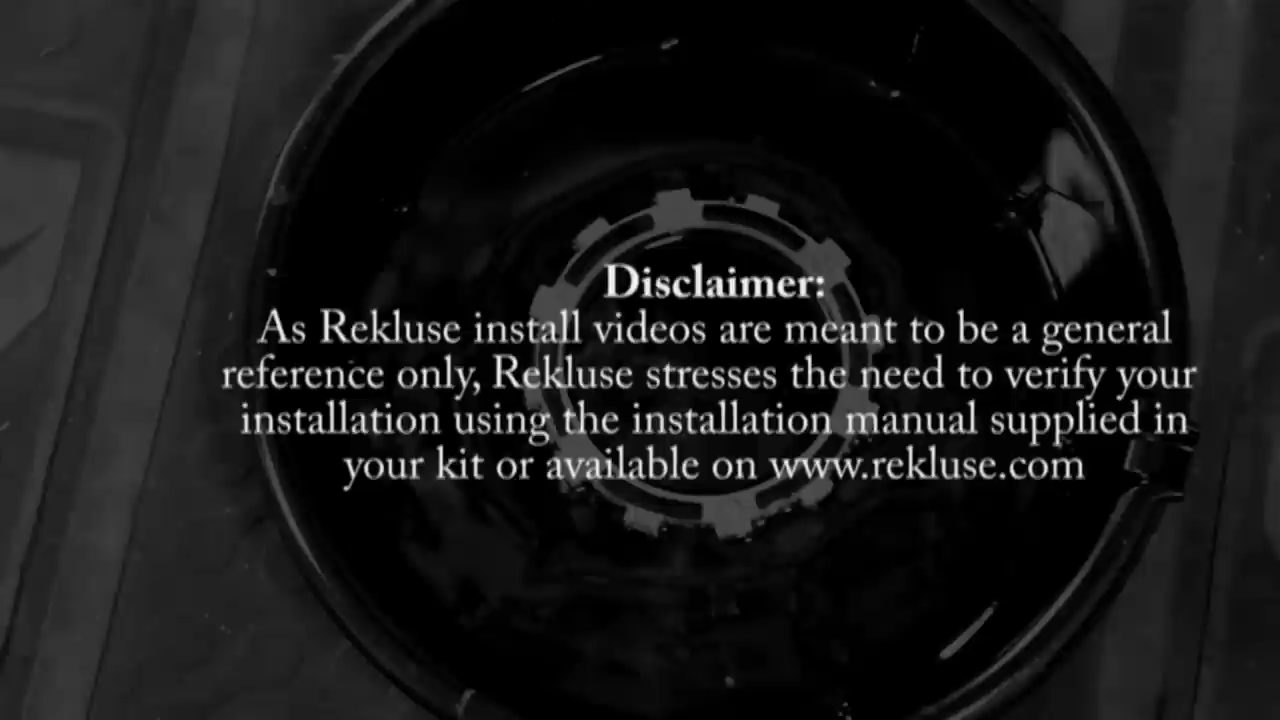 Disclaimer:
As Rekluse install videos are meant to be a general
reference only, Rekluse stresses the need to verify your
installation using the installation manual supplied in
your kit or available on www.rekluse.com